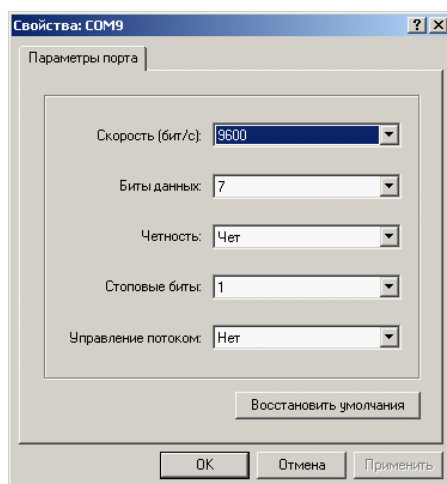 Свойства: COM9
Параметры порта
Скорость (бит/с): 9600
Биты данных: 7
Четность: Чет
Стоповые биты: 1
Управление потоком: Нет
Восстановить умолчания
OK Отмена Применить